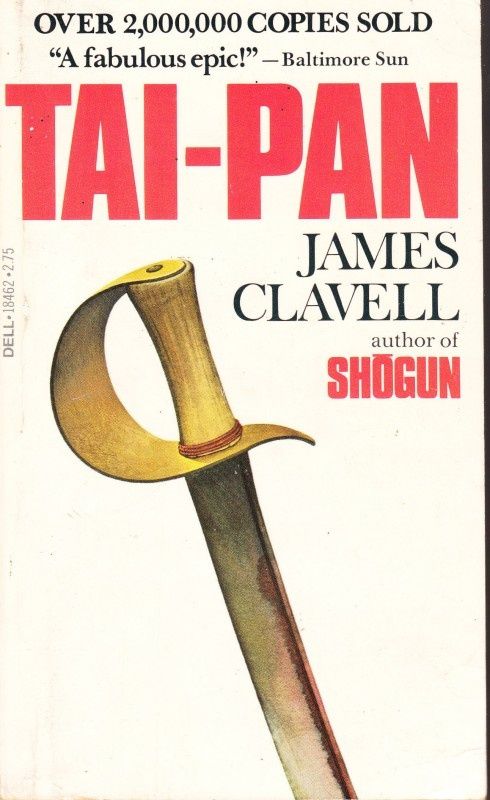 OVER 2,000,000 COPIES SOLD
“A fabulous epic!” — Baltimore Sun
TAI-PAN
JAMES
CLAVELL
author of
SHŌGUN
DELL • 18462 • 2.75